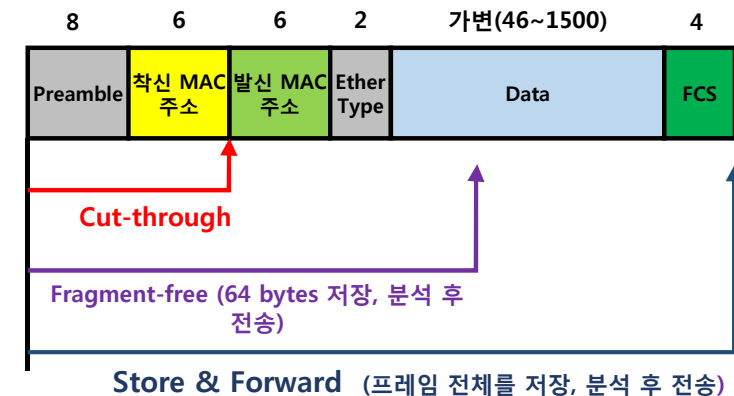 8 6 6 2 가변(46~1500) 4
Preamble 착신 MAC 주소 발신 MAC 주소 Ether Type Data FCS
Cut-through
Fragment-free (64 bytes 저장, 분석 후
전송)
Store & Forward (프레임 전체를 저장, 분석 후 전송)